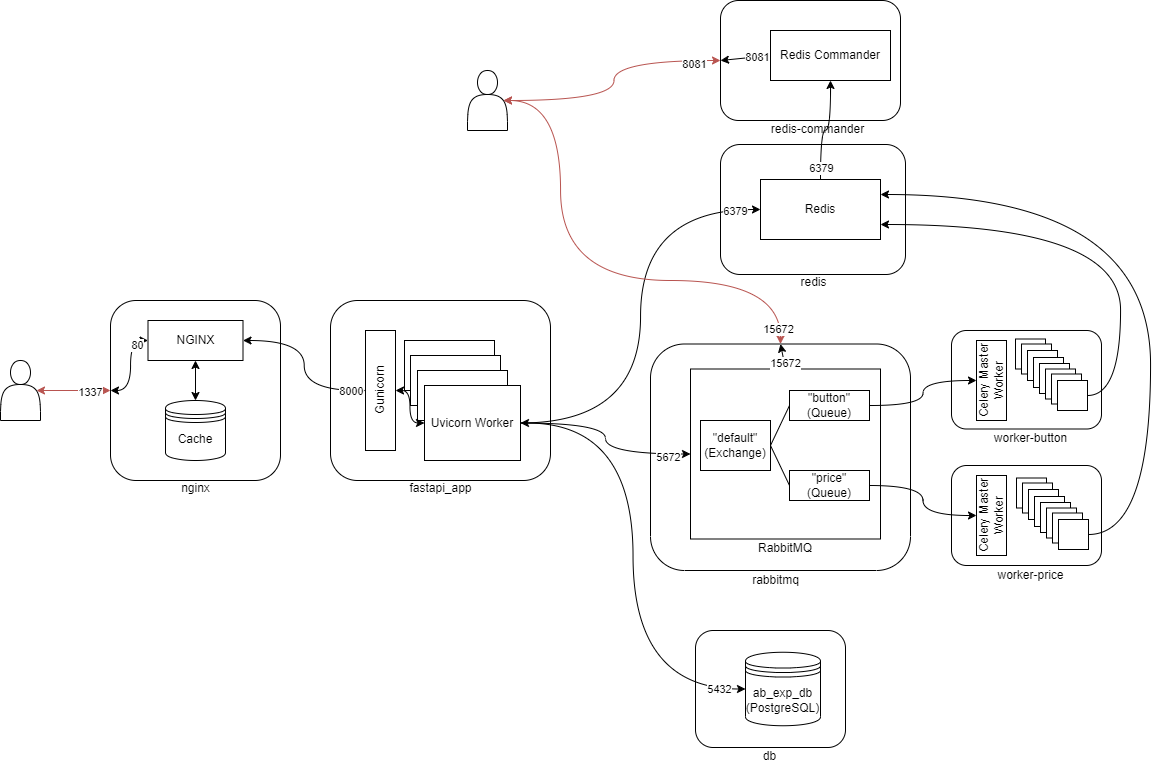 Redis Commander
8081
8081
redis-commander
6379
6379
Redis
redis
1337
80
NGINX
Cache
nginx
8000
Gunicorn
Uvicorn Worker
fastapi_app
15672
15672
5672
"default"
(Exchange)
"button"
(Queue)
"price"
(Queue)
RabbitMQ
rabbitmq
Celery Master
Worker
worker-button
Celery Master
Worker
worker-price
5432
ab_exp_db
(PostgreSQL)
db